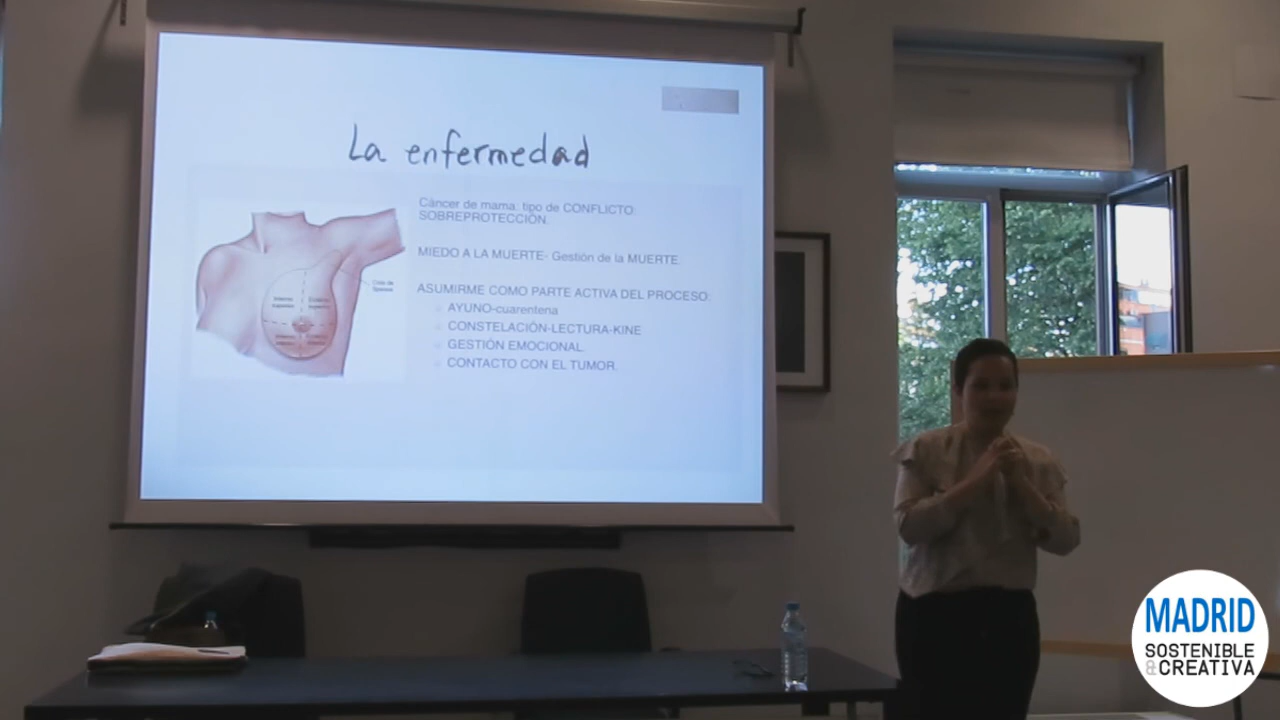 La enfermedad
Cáncer de mama: tipo de CONFLICTO:
SOBREPROTECCIÓN.
MIEDO A LA MUERTE- Gestión de la MUERTE.
ASUMIRME COMO PARTE ACTIVA DEL PROCESO:
AYUNO-cuarentena
CONSTELACIÓN-LECTURA-KINE
GESTIÓN EMOCIONAL.
CONTACTO CON EL TUMOR.
MADRID
SOSTENIBLE
&CREATIVA